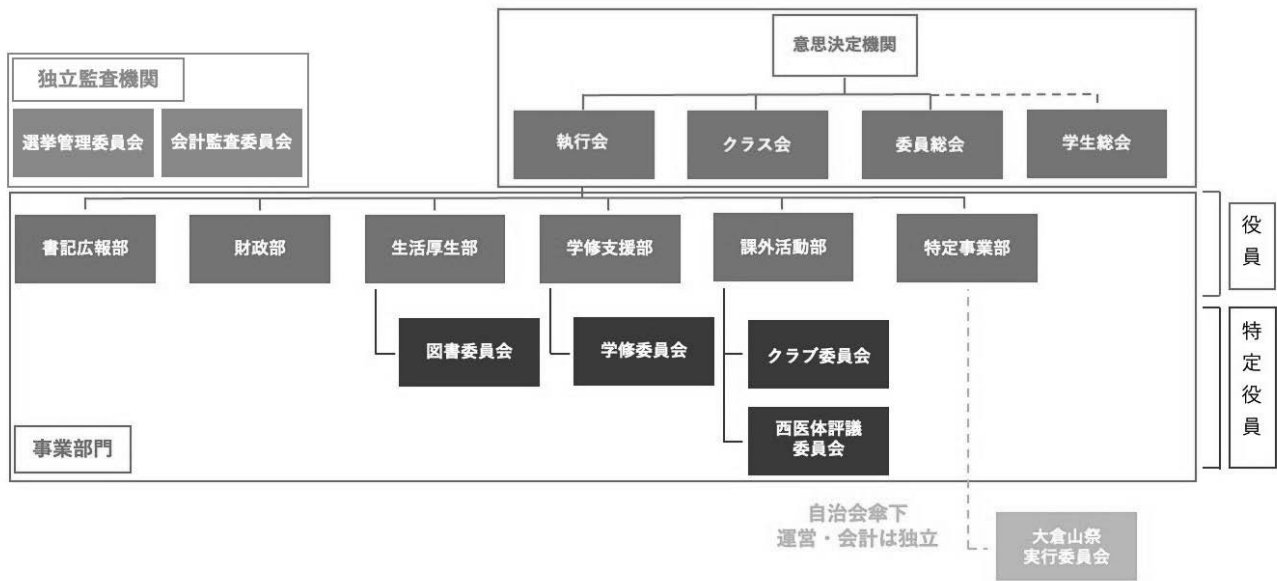 意思決定機関
独立監査機関
選挙管理委員会
会計監査委員会
執行会
クラス会
委員総会
学生総会
書記広報部
財政部
生活厚生部
学修支援部
課外活動部
特定事業部
役員
図書委員会
学修委員会
クラブ委員会
西医体評議
委員会
特定役員
事業部門
自治会傘下
運営・会計は独立
大倉山祭
実行委員会